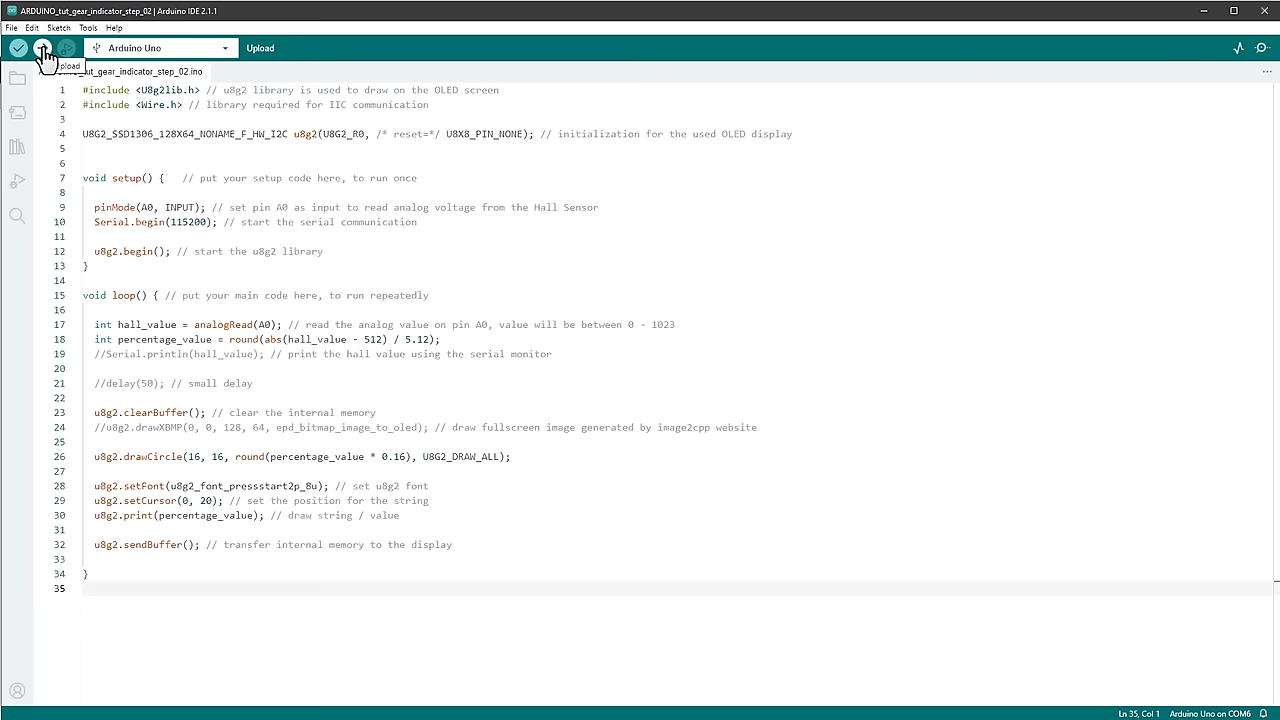 ARDUINO_tut_gear_indicator_step_02 | Arduino IDE 2.1.1
File Edit Sketch Tools Help
Arduino Uno Upload
tut_gear_indicator_step_02.ino
1 #include <U8g2lib.h> // u8g2 library is used to draw on the OLED screen
2 #include <Wire.h> // library required for IIC communication
3
4 U8G2_SSD1306_128X64_NONAME_F_HW_I2C u8g2(U8G2_R0, /* reset=*/ U8X8_PIN_NONE); // initialization for the used OLED display
5
6
7 void setup() { // put your setup code here, to run once
8
9 pinMode(A0, INPUT); // set pin A0 as input to read analog voltage from the Hall Sensor
10 Serial.begin(115200); // start the serial communication
11
12 u8g2.begin(); // start the u8g2 library
13 }
14
15 void loop() { // put your main code here, to run repeatedly
16
17 int hall_value = analogRead(A0); // read the analog value on pin A0, value will be between 0 - 1023
18 int percentage_value = round(abs(hall_value - 512) / 5.12);
19 //Serial.println(hall_value); // print the hall value using the serial monitor
20
21 //delay(50); // small delay
22
23 u8g2.clearBuffer(); // clear the internal memory
24 //u8g2.drawXBMP(0, 0, 128, 64, epd_bitmap_image_to_oled); // draw fullscreen image generated by image2cpp website
25
26 u8g2.drawCircle(16, 16, round(percentage_value * 0.16), U8G2_DRAW_ALL);
27
28 u8g2.setFont(u8g2_font_pressstart2p_8u); // set u8g2 font
29 u8g2.setCursor(0, 20); // set the position for the string
30 u8g2.print(percentage_value); // draw string / value
31
32 u8g2.sendBuffer(); // transfer internal memory to the display
33
34 }
35
Ln 35, Col 1 Arduino Uno on COM6